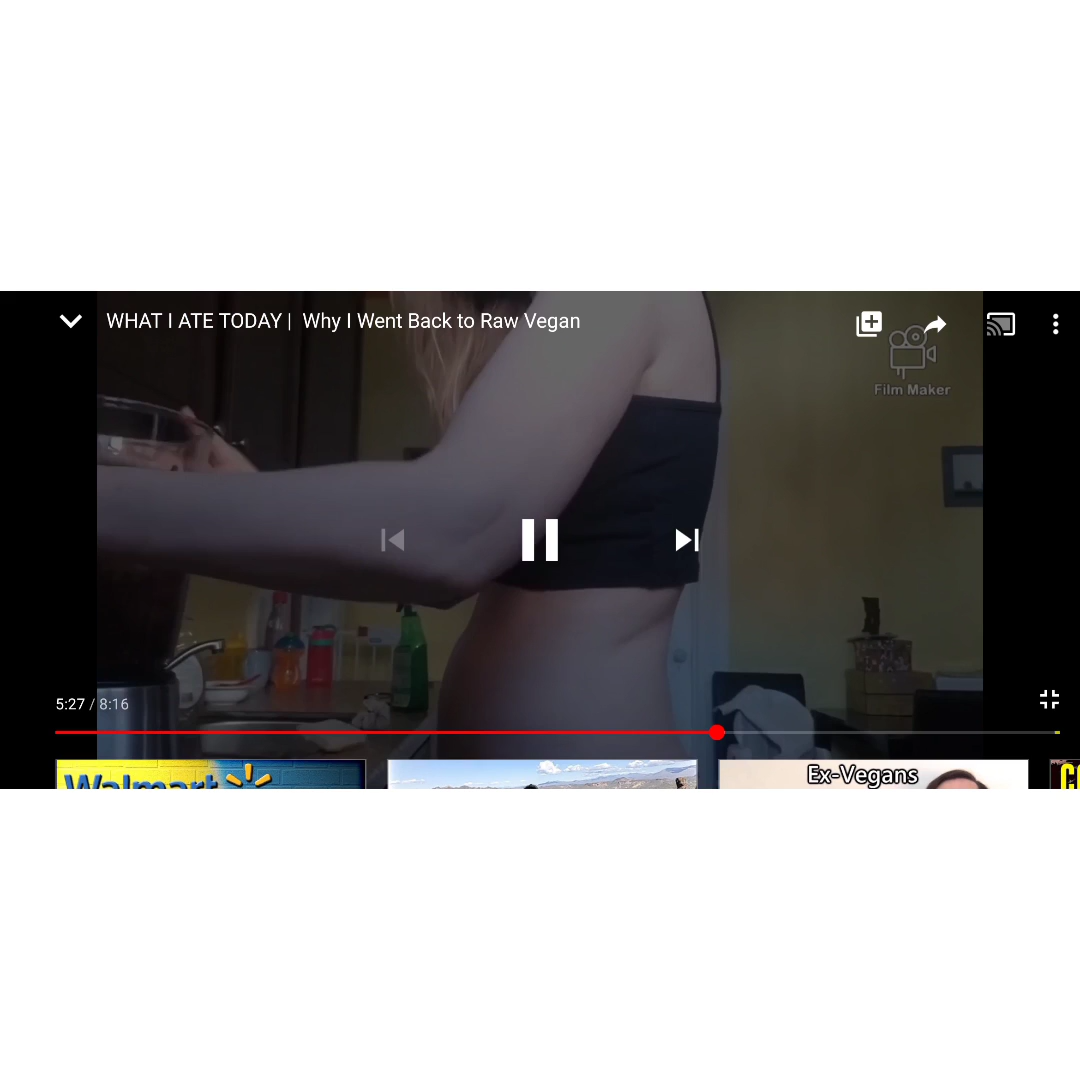 WHAT I ATE TODAY | Why I Went Back to Raw Vegan
Film Maker
5:27 / 8:16
Walmart
Ex-Vegans